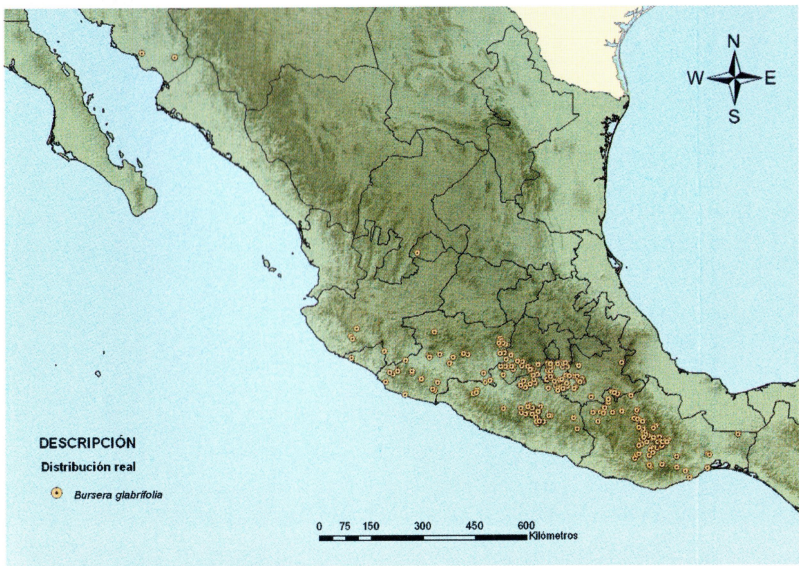 N
W E
S
DESCRIPCIÓN
Distribución real
Bursera glabrifolia
0 75 150 300 450 600
Kilómetros